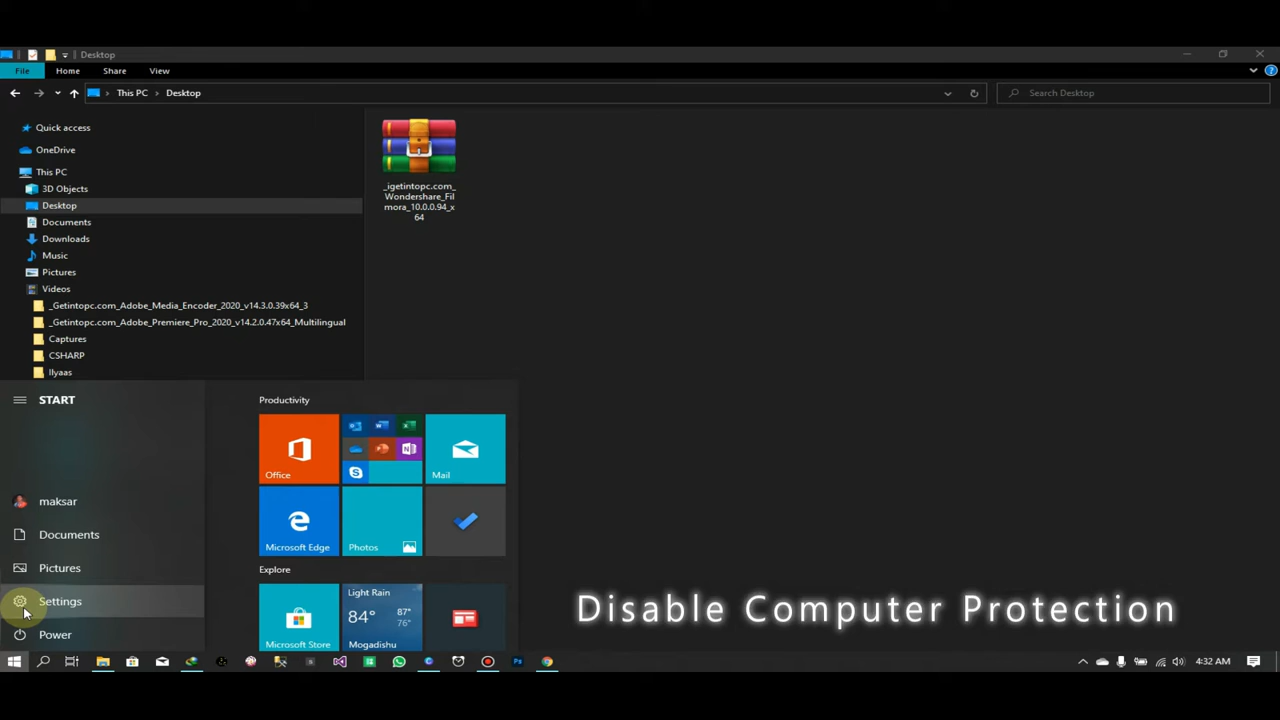 Desktop
File Home Share View
This PC Desktop
Search Desktop
Quick access
OneDrive
This PC
3D Objects
Desktop
Documents
Downloads
Music
Pictures
Videos
_Getintopc.com_Adobe_Media_Encoder_2020_v14.3.0.39x64_3
_Getintopc.com_Adobe_Premiere_Pro_2020_v14.2.0.47x64_Multilingual
Captures
CSHARP
Ilyaas
_igetintopc.com_
Wondershare_Fil
mora_10.0.0.94_x
64
START
maksar
Documents
Pictures
Settings
Power
Productivity
Office
Mail
Microsoft Edge
Photos
Explore
Microsoft Store
Light Rain
84° 87°
76°
Mogadishu
Disable Computer Protection
4:32 AM